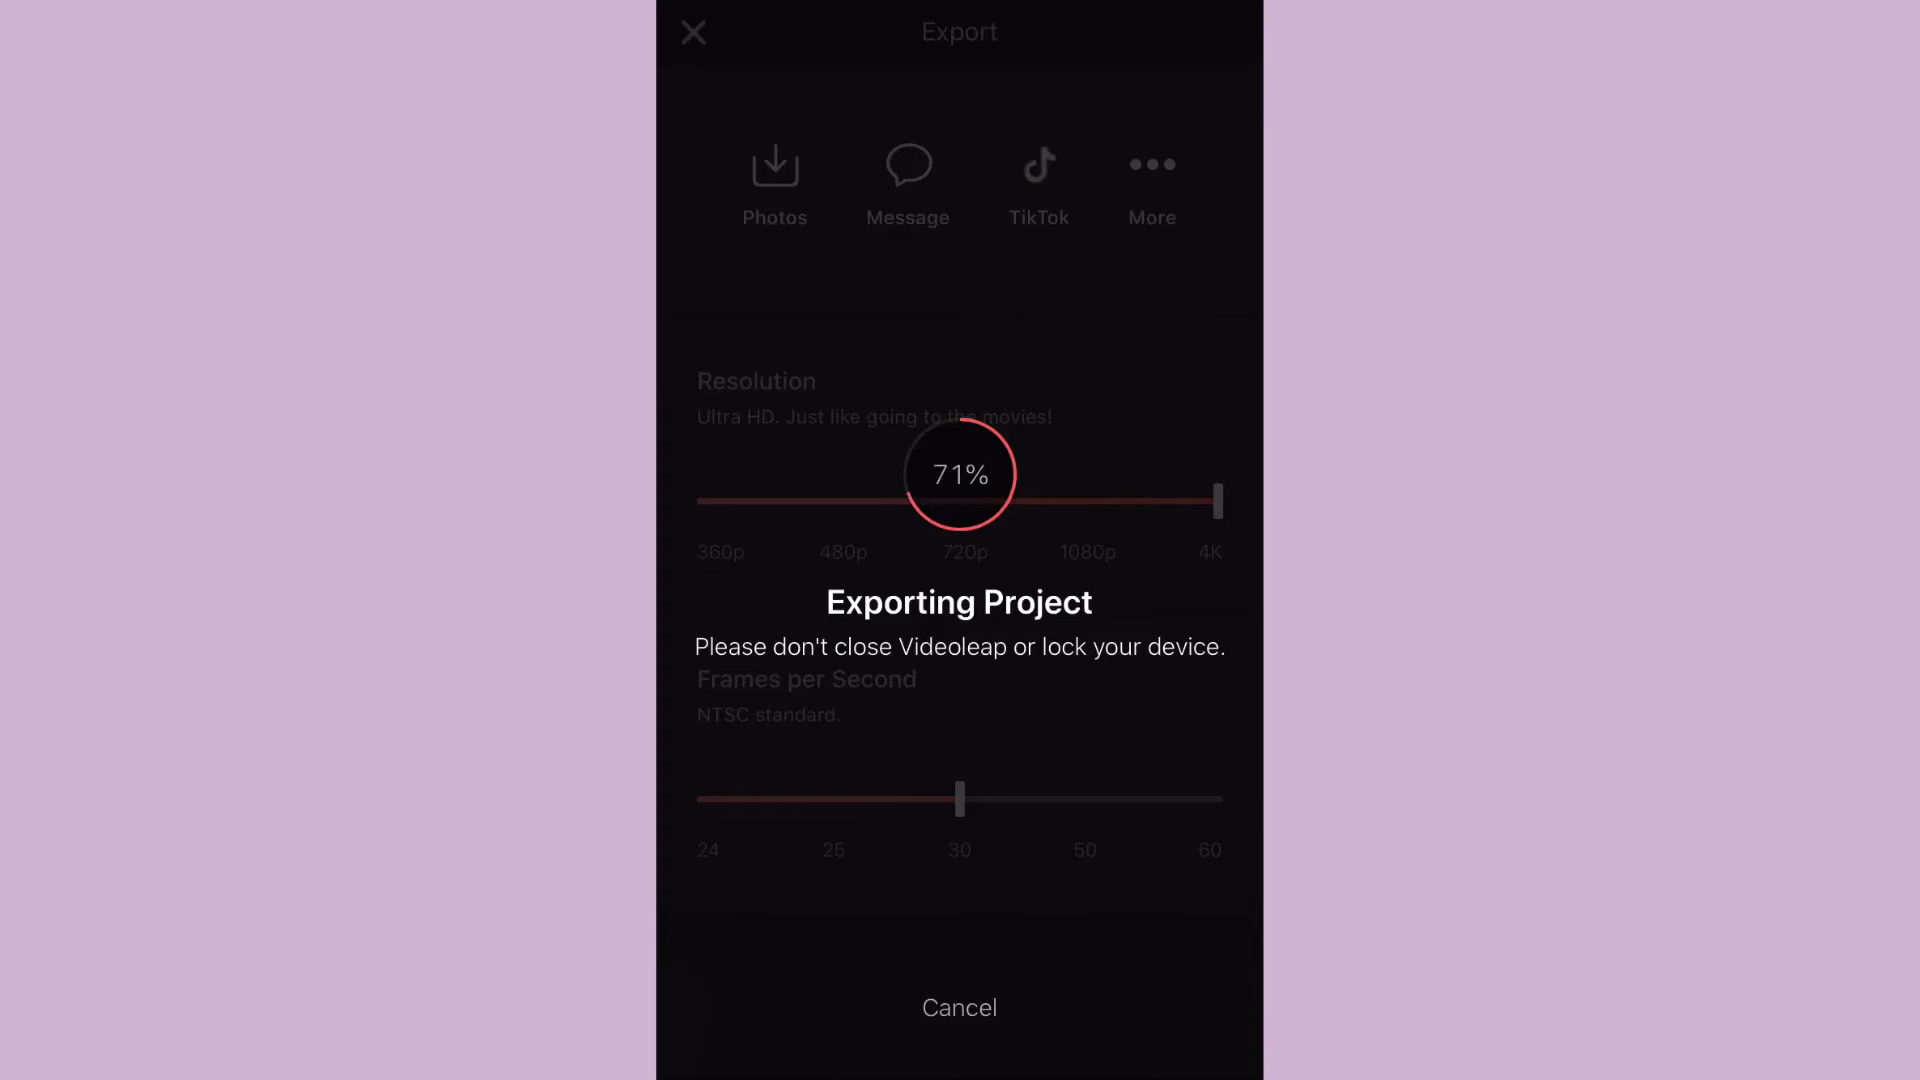 Export
Photos Message TikTok More
Resolution
Ultra HD. Just like going to the movies!
71%
360p 480p 720p 1080p 4K
Exporting Project
Please don't close Videoleap or lock your device.
Frames per Second
NTSC standard.
24 25 30 50 60
Cancel